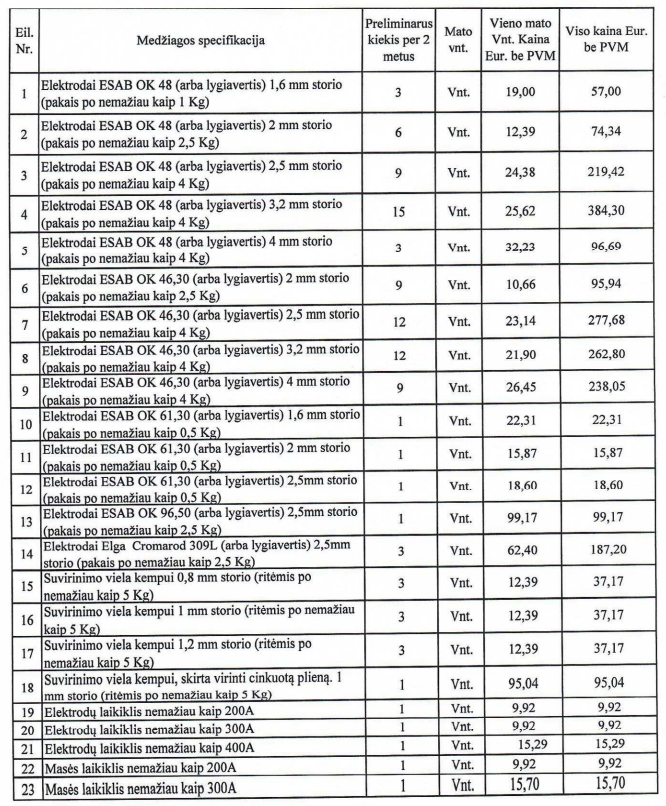 Eil. Nr. | Medžiagos specifikacija | Preliminarus kiekis per 2 metus | Mato vnt. | Vieno mato Vnt. Kaina Eur. be PVM | Viso kaina Eur. be PVM
1 | Elektrodai ESAB OK 48 (arba lygiavertis) 1,6 mm storio (pakais po nemažiau kaip 1 Kg) | 3 | Vnt. | 19,00 | 57,00
2 | Elektrodai ESAB OK 48 (arba lygiavertis) 2 mm storio (pakais po nemažiau kaip 2,5 Kg) | 6 | Vnt. | 12,39 | 74,34
3 | Elektrodai ESAB OK 48 (arba lygiavertis) 2,5 mm storio (pakais po nemažiau kaip 4 Kg) | 9 | Vnt. | 24,38 | 219,42
4 | Elektrodai ESAB OK 48 (arba lygiavertis) 3,2 mm storio (pakais po nemažiau kaip 4 Kg) | 15 | Vnt. | 25,62 | 384,30
5 | Elektrodai ESAB OK 48 (arba lygiavertis) 4 mm storio (pakais po nemažiau kaip 4 Kg) | 3 | Vnt. | 32,23 | 96,69
6 | Elektrodai ESAB OK 46,30 (arba lygiavertis) 2 mm storio (pakais po nemažiau kaip 2,5 Kg) | 9 | Vnt. | 10,66 | 95,94
7 | Elektrodai ESAB OK 46,30 (arba lygiavertis) 2,5 mm storio (pakais po nemažiau kaip 4 Kg) | 12 | Vnt. | 23,14 | 277,68
8 | Elektrodai ESAB OK 46,30 (arba lygiavertis) 3,2 mm storio (pakais po nemažiau kaip 4 Kg) | 12 | Vnt. | 21,90 | 262,80
9 | Elektrodai ESAB OK 46,30 (arba lygiavertis) 4 mm storio (pakais po nemažiau kaip 4 Kg) | 9 | Vnt. | 26,45 | 238,05
10 | Elektrodai ESAB OK 61,30 (arba lygiavertis) 1,6 mm storio (pakais po nemažiau kaip 0,5 Kg) | 1 | Vnt. | 22,31 | 22,31
11 | Elektrodai ESAB OK 61,30 (arba lygiavertis) 2 mm storio (pakais po nemažiau kaip 0,5 Kg) | 1 | Vnt. | 15,87 | 15,87
12 | Elektrodai ESAB OK 61,30 (arba lygiavertis) 2,5mm storio (pakais po nemažiau kaip 0,5 Kg) | 1 | Vnt. | 18,60 | 18,60
13 | Elektrodai ESAB OK 96,50 (arba lygiavertis) 2,5mm storio (pakais po nemažiau kaip 2,5 Kg) | 1 | Vnt. | 99,17 | 99,17
14 | Elektrodai Elga Cromarod 309L (arba lygiavertis) 2,5mm storio (pakais po nemažiau kaip 2,5 Kg) | 3 | Vnt. | 62,40 | 187,20
15 | Suvirinimo viela kempui 0,8 mm storio (ritėmis po nemažiau kaip 5 Kg) | 3 | Vnt. | 12,39 | 37,17
16 | Suvirinimo viela kempui 1 mm storio (ritėmis po nemažiau kaip 5 Kg) | 3 | Vnt. | 12,39 | 37,17
17 | Suvirinimo viela kempui 1,2 mm storio (ritėmis po nemažiau kaip 5 Kg) | 3 | Vnt. | 12,39 | 37,17
18 | Suvirinimo viela kempui, skirta virinti cinkuotą plieną. 1 mm storio (ritėmis po nemažiau kaip 5 Kg) | 1 | Vnt. | 95,04 | 95,04
19 | Elektrodų laikiklis nemažiau kaip 200A | 1 | Vnt. | 9,92 | 9,92
20 | Elektrodų laikiklis nemažiau kaip 300A | 1 | Vnt. | 9,92 | 9,92
21 | Elektrodų laikiklis nemažiau kaip 400A | 1 | Vnt. | 15,29 | 15,29
22 | Masės laikiklis nemažiau kaip 200A | 1 | Vnt. | 9,92 | 9,92
23 | Masės laikiklis nemažiau kaip 300A | 1 | Vnt. | 15,70 | 15,70